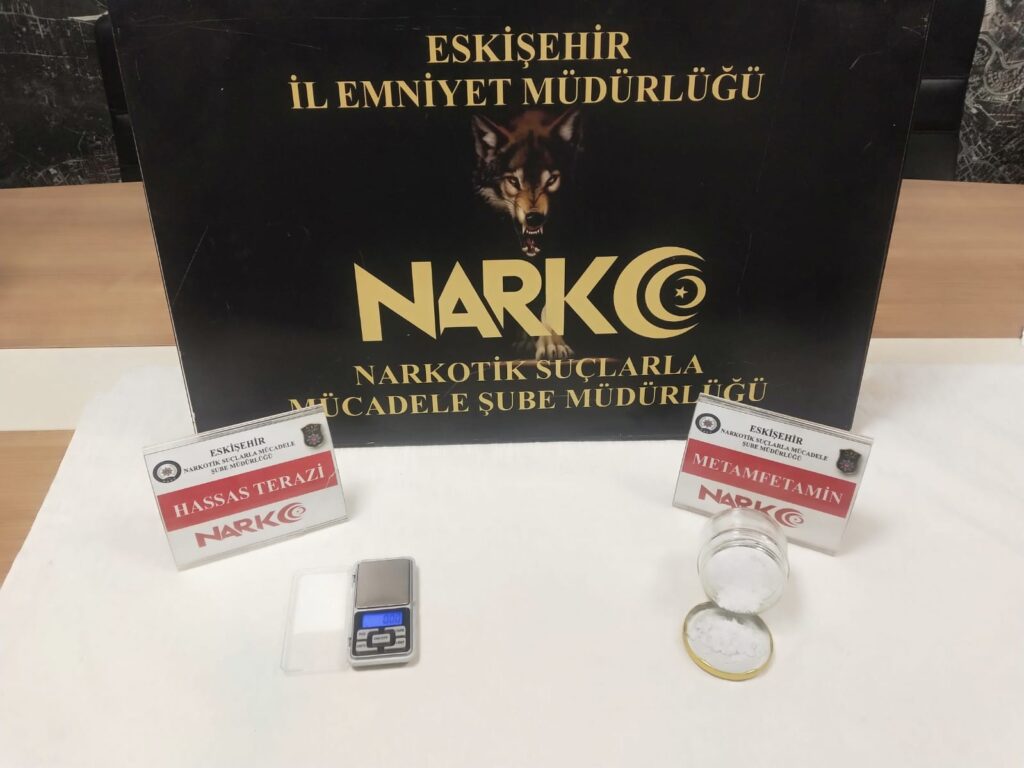 ESKİŞEHİR
İL EMNİYET MÜDÜRLÜĞÜ
NARKO
NARKOTİK SUÇLARLA
MÜCADELE ŞUBE MÜDÜRLÜĞÜ
ESKİŞEHİR
NARKOTİK SUÇLARLA MÜCADELE
ŞUBE MÜDÜRLÜĞÜ
HASSAS TERAZİ
NARKO
ESKİŞEHİR
NARKOTİK SUÇLARLA MÜCADELE
ŞUBE MÜDÜRLÜĞÜ
METAMFETAMİN
NARKO